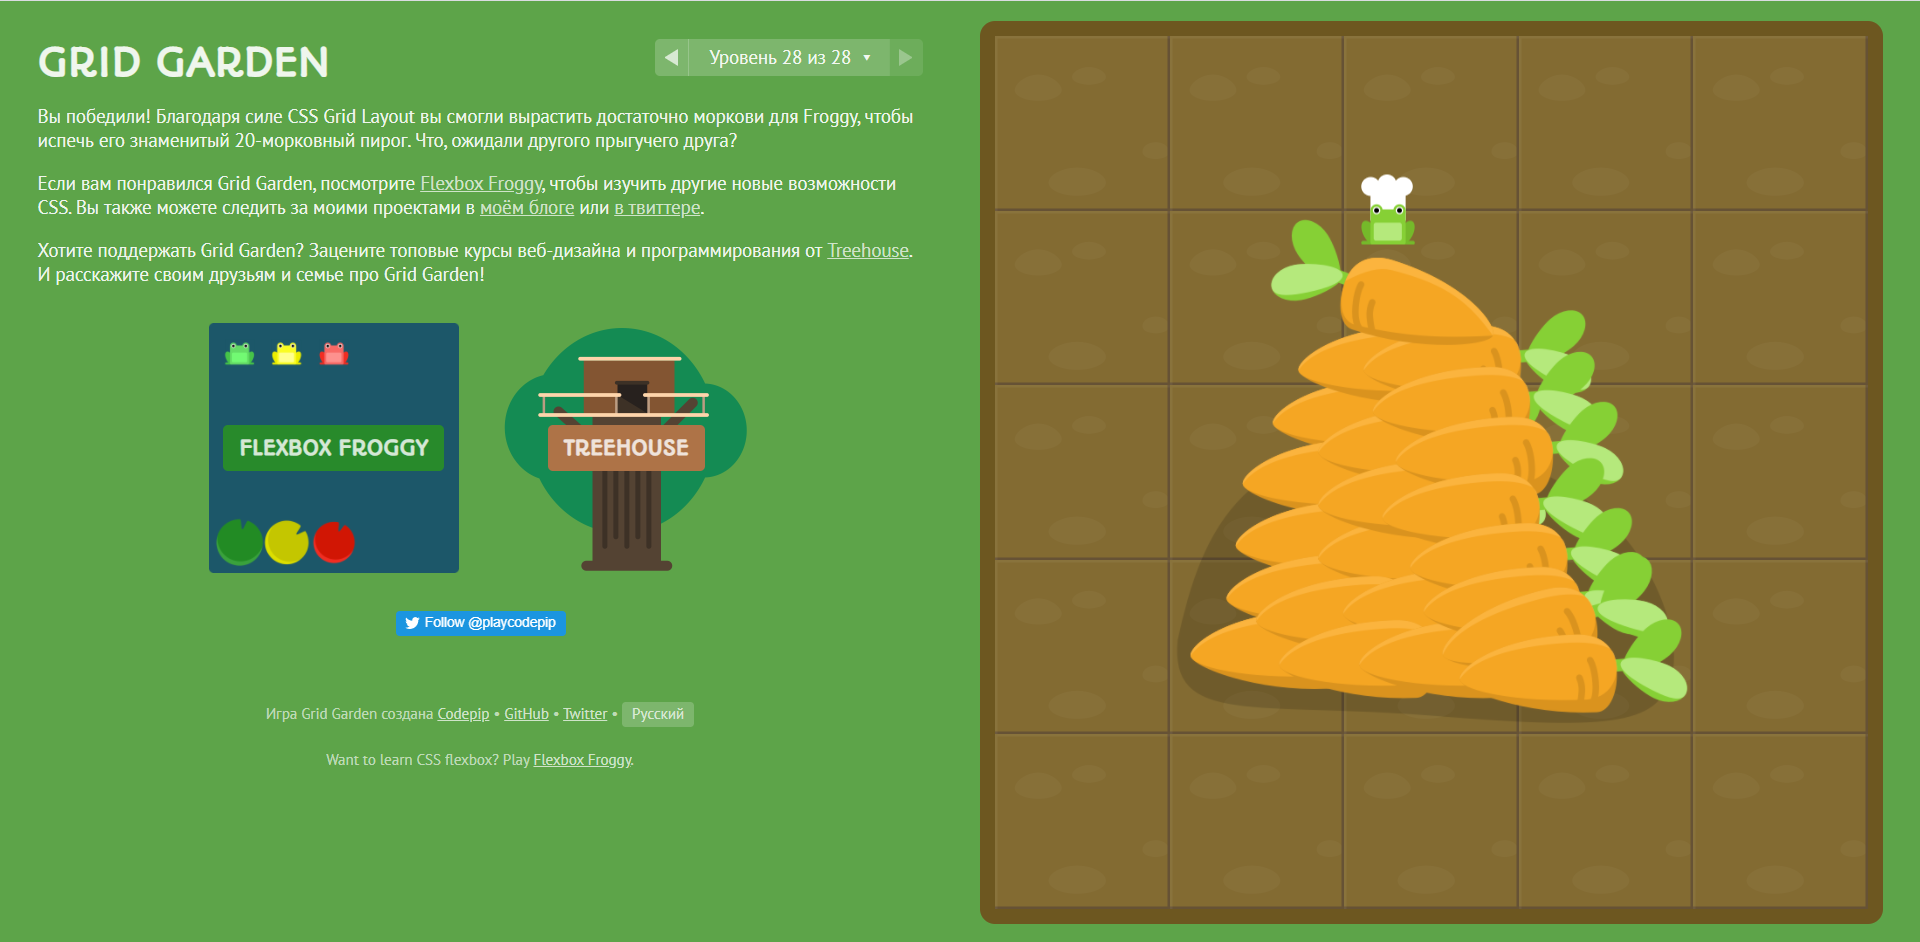 GRID GARDEN
Уровень 28 из 28
Вы победили! Благодаря силе CSS Grid Layout вы смогли вырастить достаточно моркови для Froggy, чтобы
испечь его знаменитый 20-морковный пирог. Что, ожидали другого прыгучего друга?
Если вам понравился Grid Garden, посмотрите Flexbox Froggy, чтобы изучить другие новые возможности
CSS. Вы также можете следить за моими проектами в моём блоге или в твиттере.
Хотите поддержать Grid Garden? Зацените топовые курсы веб-дизайна и программирования от Treehouse.
И расскажите своим друзьям и семье про Grid Garden!
FLEXBOX FROGGY
TREEHOUSE
Follow @playcodepip
Игра Grid Garden создана Codepip • GitHub • Twitter • Русский
Want to learn CSS flexbox? Play Flexbox Froggy.